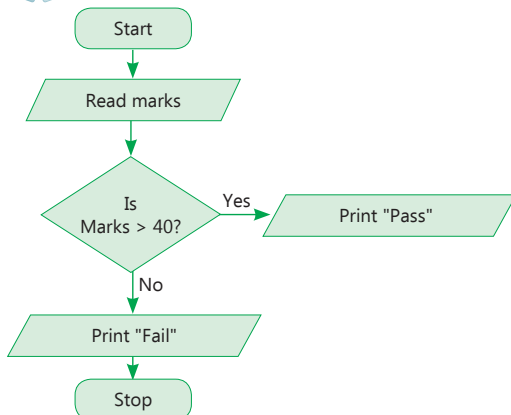 Start
Read marks
Is
Marks > 40?
Yes
Print "Pass"
No
Print "Fail"
Stop